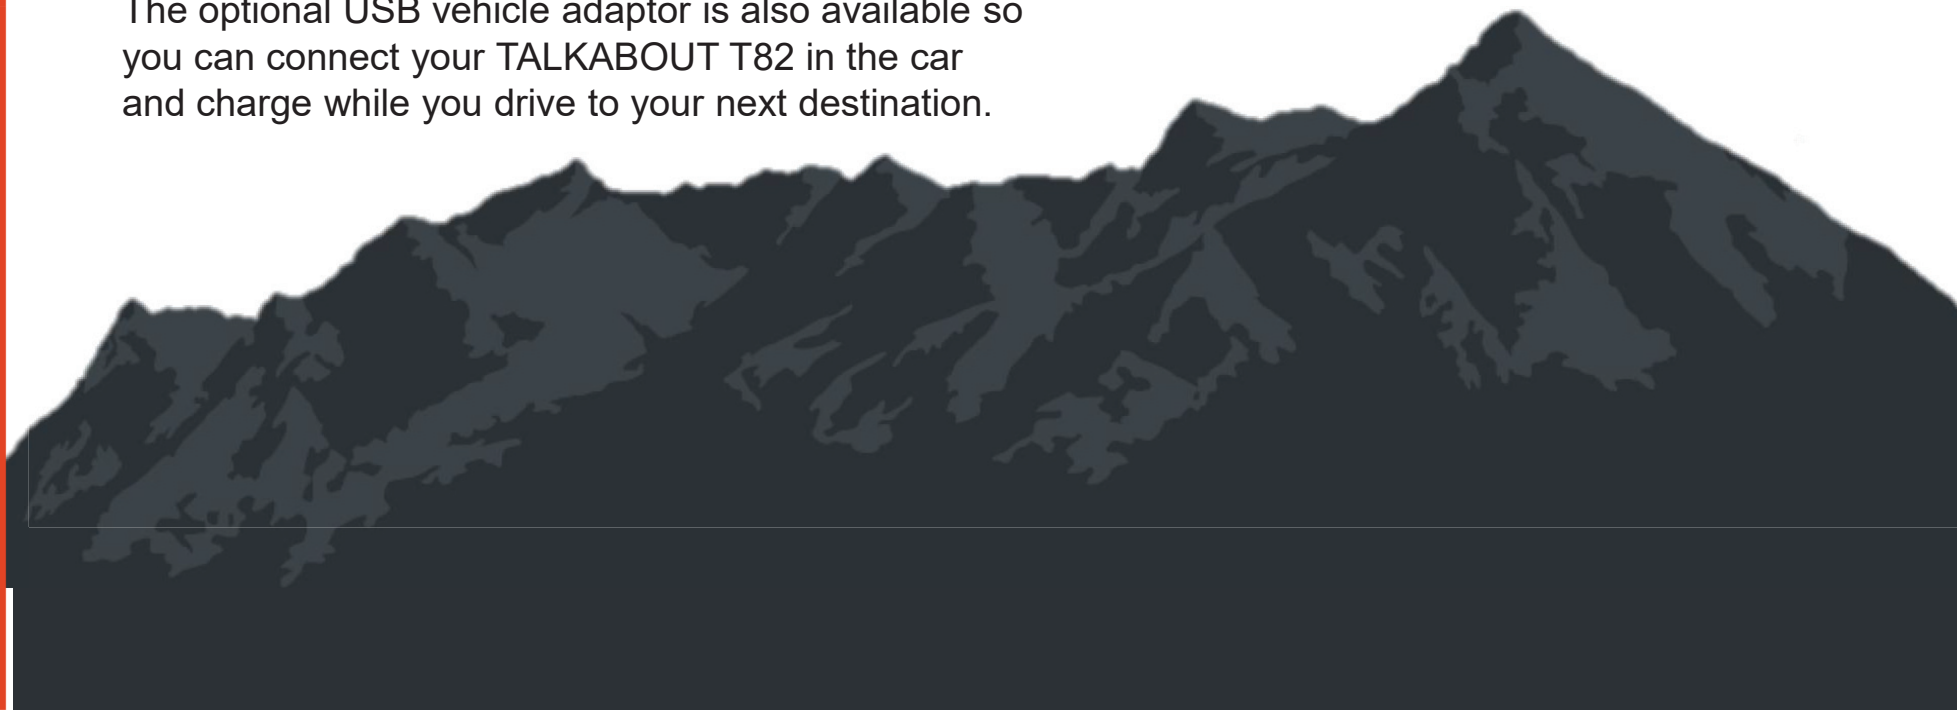 The optional USB vehicle adaptor is also available so
you can connect your TALKABOUT T82 in the car
and charge while you drive to your next destination.